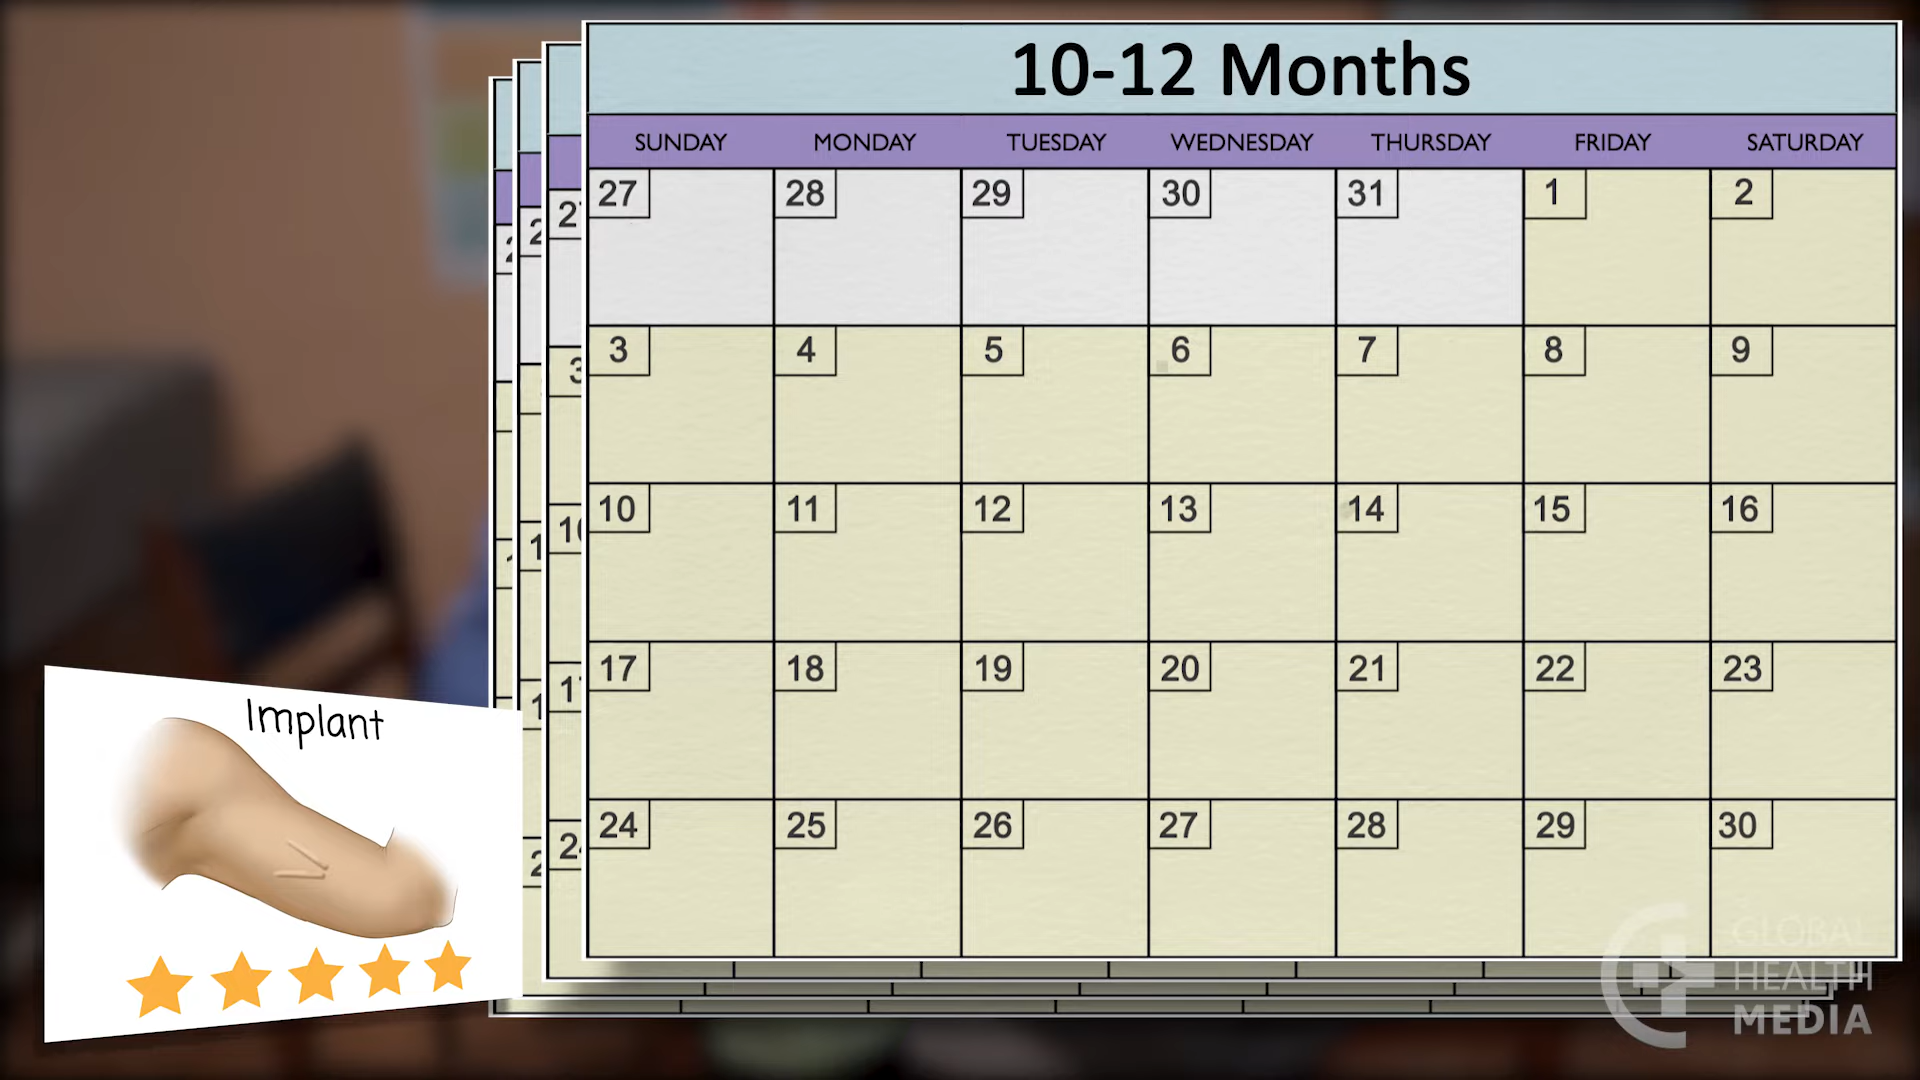 10-12 Months
SUNDAY MONDAY TUESDAY WEDNESDAY THURSDAY FRIDAY SATURDAY
27 28 29 30 31 1 2
3 4 5 6 7 8 9
10 11 12 13 14 15 16
17 18 19 20 21 22 23
24 25 26 27 28 29 30
Implant
GLOBAL
HEALTH
MEDIA